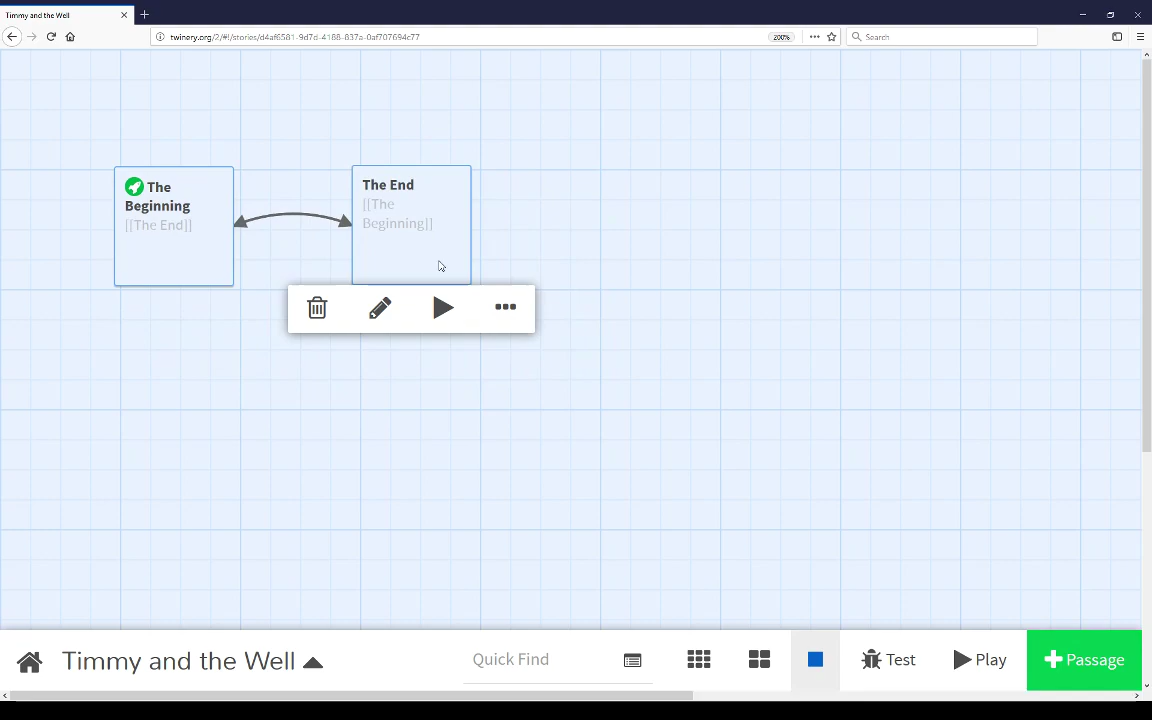 Timmy and the Well
twinery.org/2/#!/stories/d4af6581-9d7d-4188-837a-0af707694c77
200%
Search
The
Beginning
[[The End]]
The End
[[The
Beginning]]
Timmy and the Well
Quick Find
Test
Play
Passage